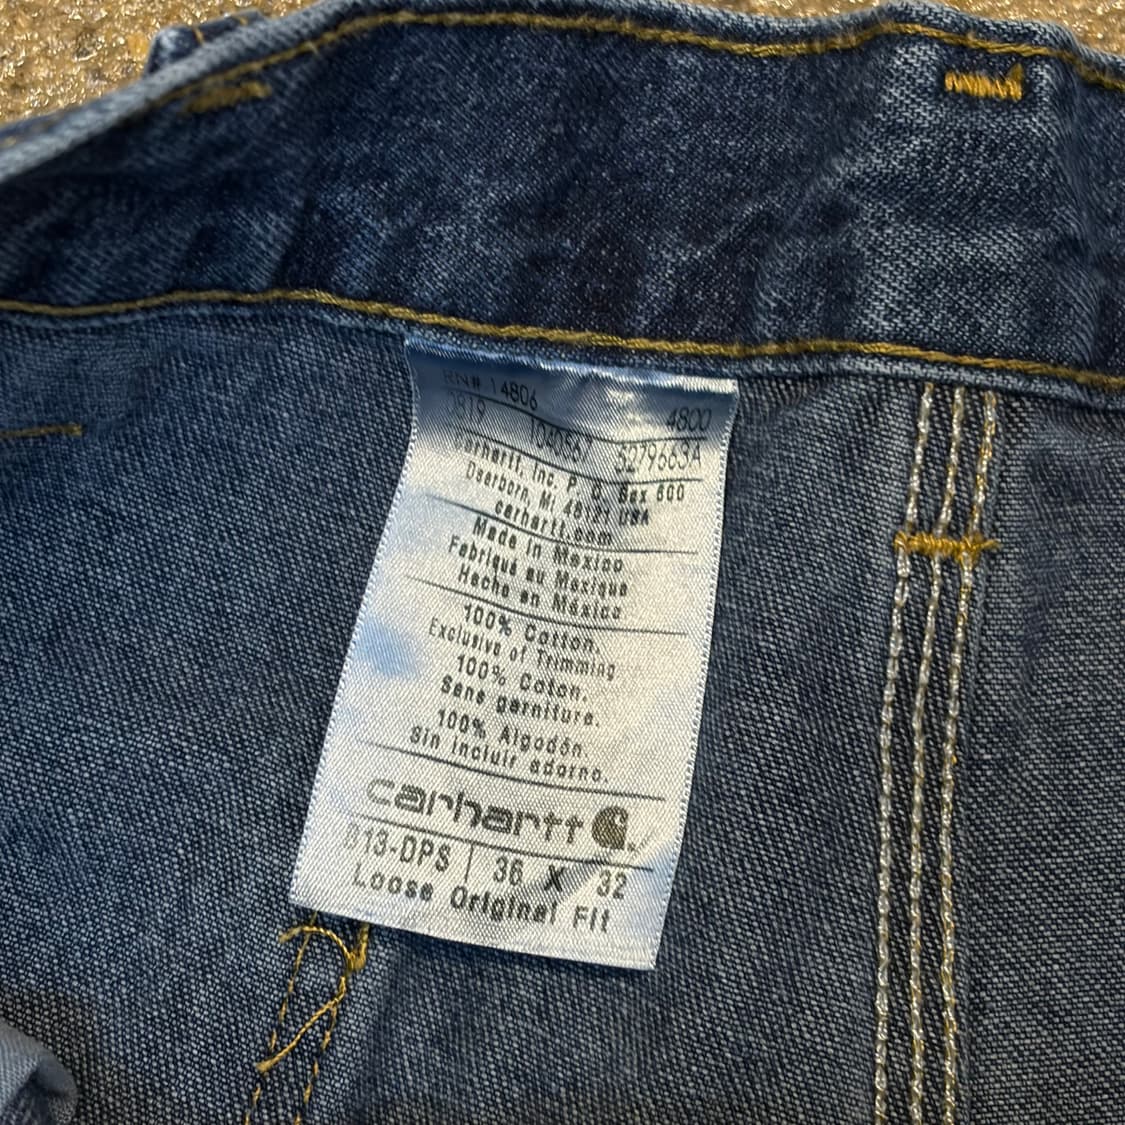 RN# 14806
3819 4800
104056 S279663A
Carhartt, Inc. P. O. Box 600
Dearborn, Mi 48121 USA
carhartt.com
Made in Mexico
Fabriqué au Mexique
Hecho en México
100% Cotton.
Exclusive of Trimming
100% Coton.
Sans garniture.
100% Algodón.
Sin incluir adorno.
carhartt
B13-DPS 36 X 32
Loose Original Fit